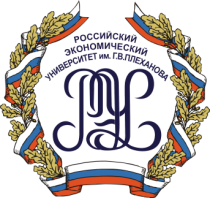 РОССИЙСКИЙ
ЭКОНОМИЧЕСКИЙ
УНИВЕРСИТЕТ им. Г.В.ПЛЕХАНОВА